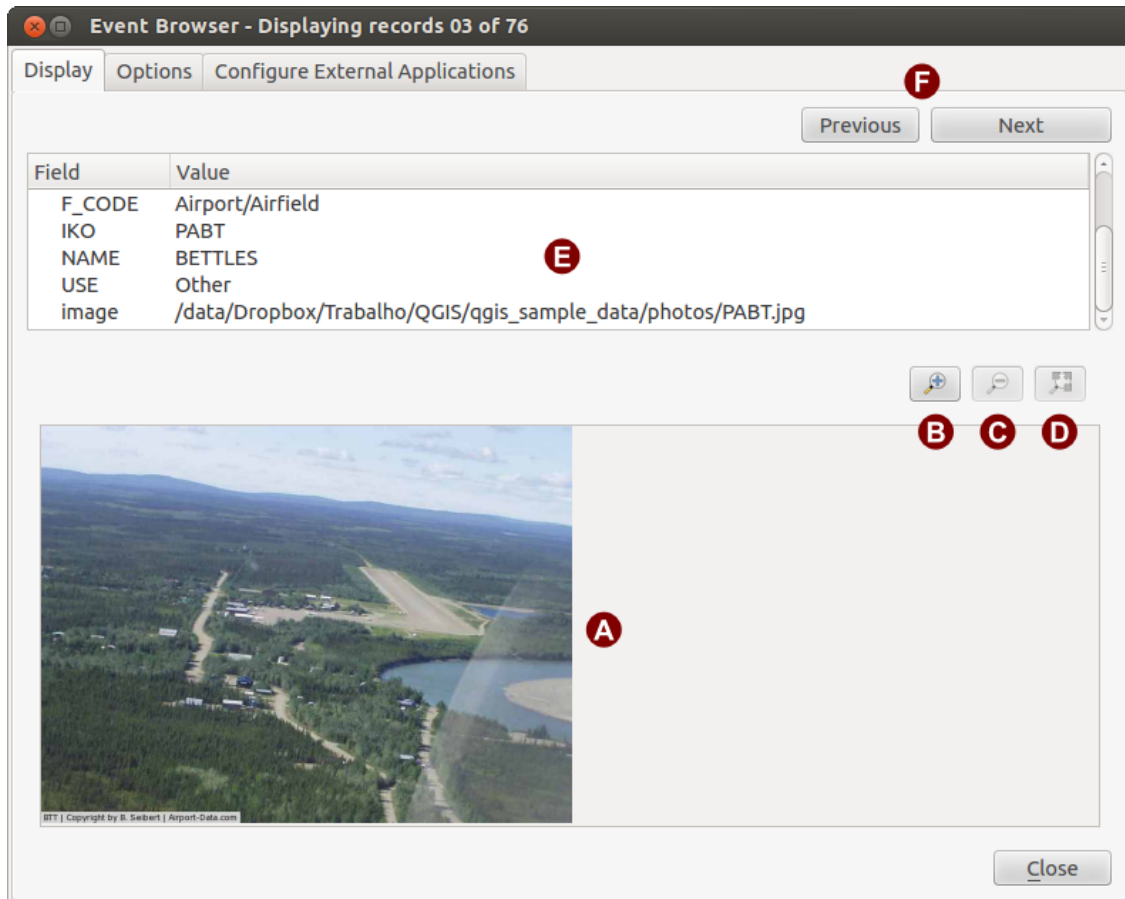 Event Browser - Displaying records 03 of 76
Display Options Configure External Applications
F
Previous Next
Field Value
F_CODE Airport/Airfield
IKO PABT
NAME BETTLES
E
USE Other
image /data/Dropbox/Trabalho/QGIS/qgis_sample_data/photos/PABT.jpg
B C D
A
BTT | Copyright by B. Seibert | Airport-Data.com
Close